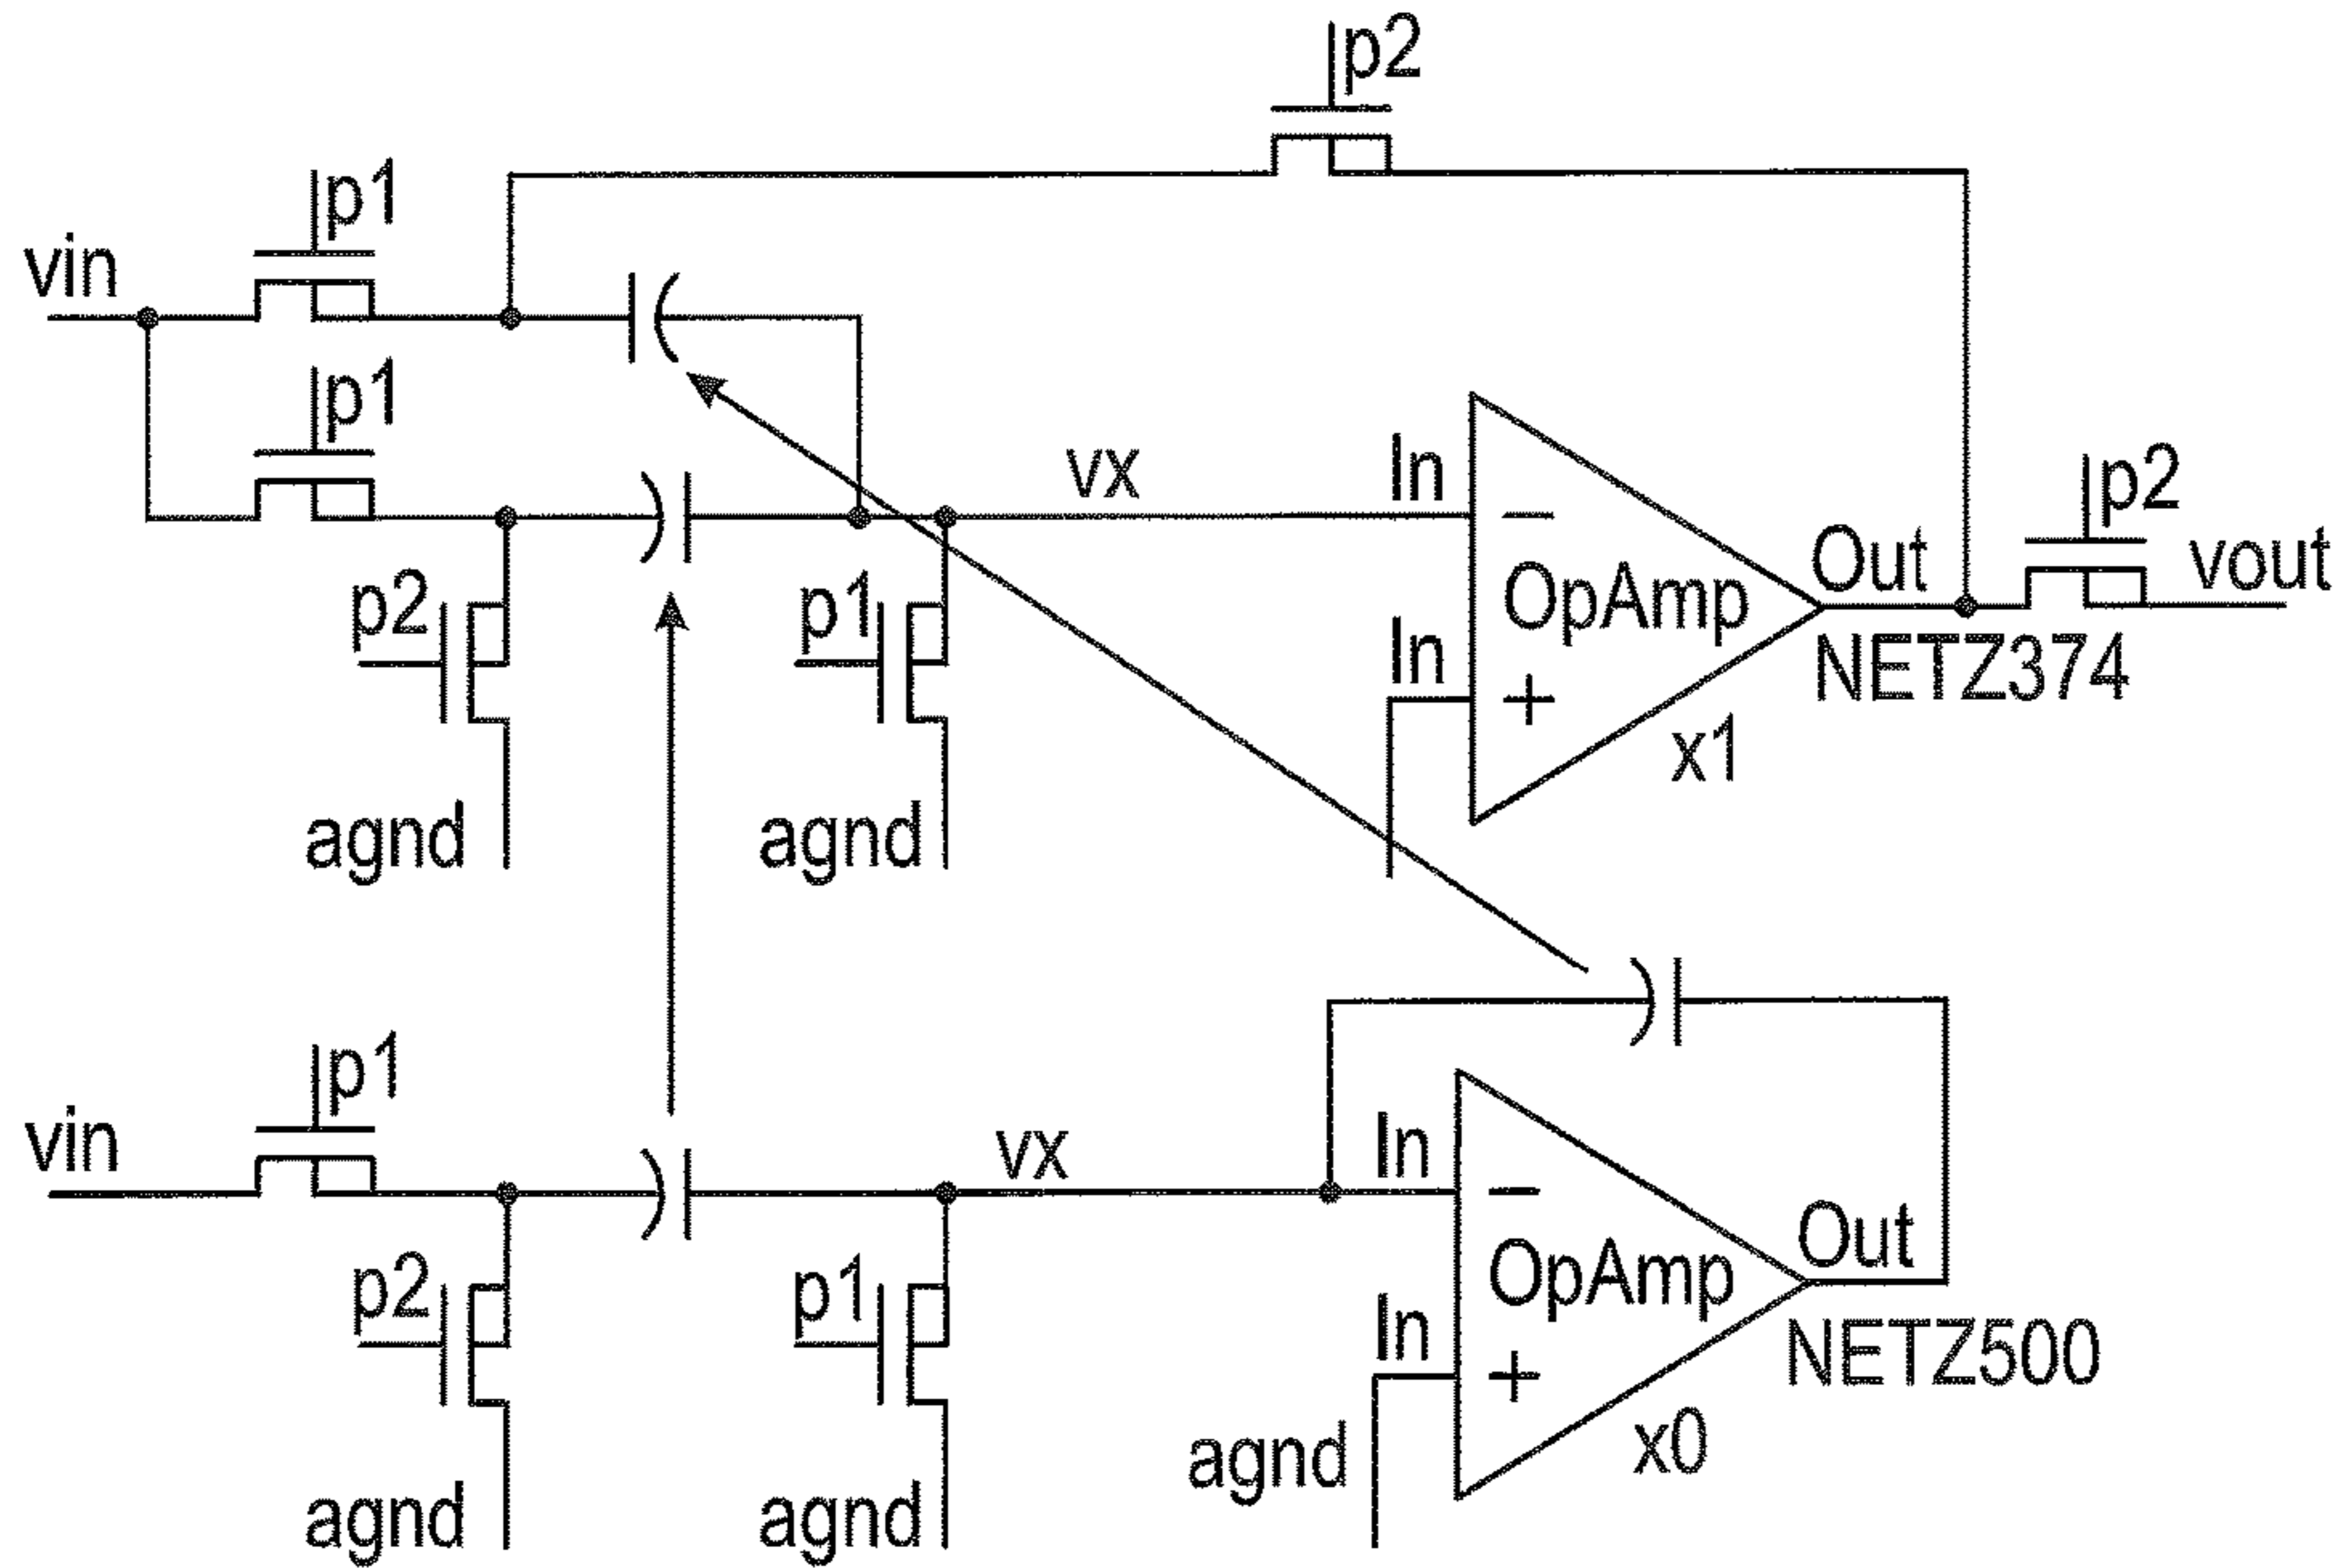 p2
p1
vin
p1
vx
In
p2
Out
vout
p2
p1
OpAmp
In
NETZ374
x1
agnd
agnd
p1
vin
vx
In
Out
p2
p1
OpAmp
In
NETZ500
x0
agnd
agnd
agnd